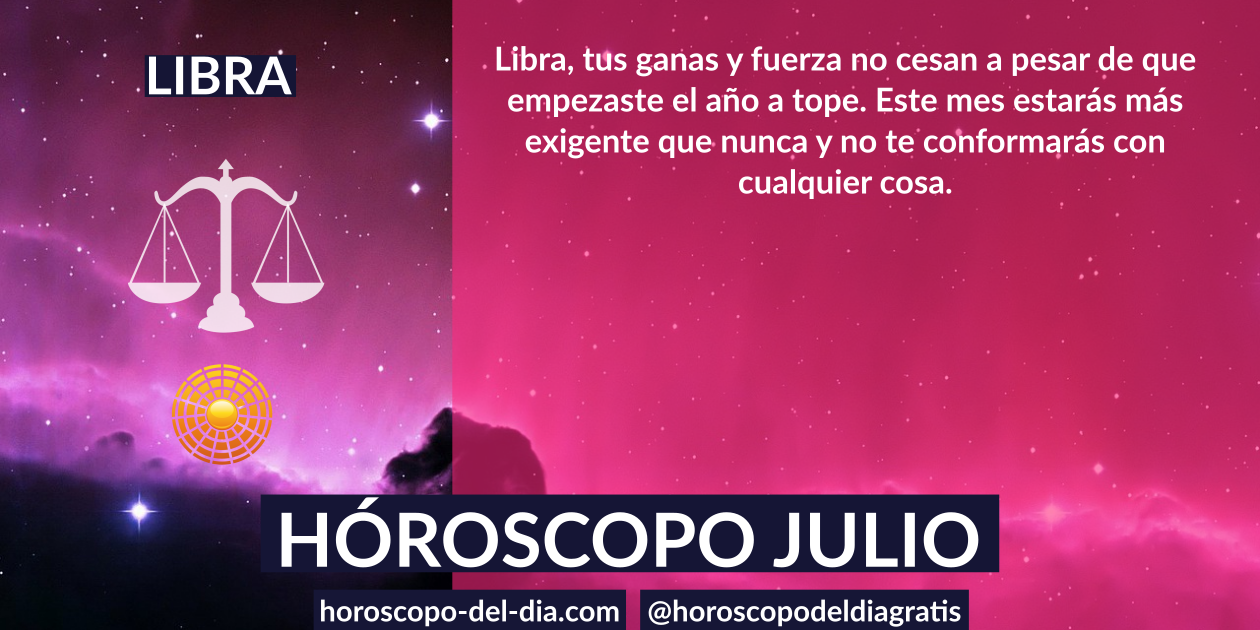 LIBRA
Libra, tus ganas y fuerza no cesan a pesar de que
empezaste el año a tope. Este mes estarás más
exigente que nunca y no te conformarás con
cualquier cosa.
HÓROSCOPO JULIO
horoscopo-del-dia.com
@horoscopodeldiagratis